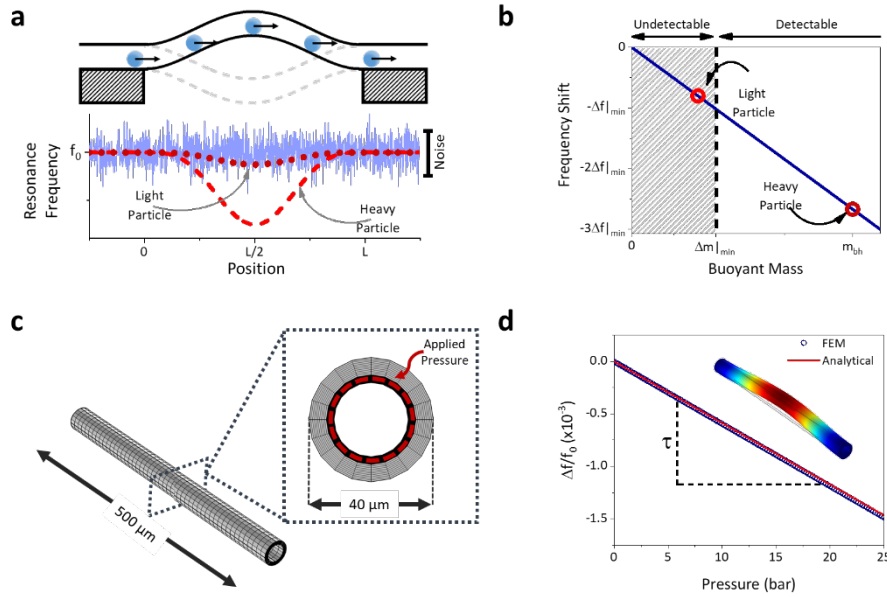 a
f₀
Resonance
Frequency
Noise
Light
Particle
Heavy
Particle
0
L/2
L
Position
b
Undetectable
Detectable
0
-Δf|min
-2Δf|min
-3Δf|min
Frequency Shift
Light
Particle
Heavy
Particle
0
Δm|min
mbh
Buoyant Mass
c
Applied
Pressure
500 μm
40 μm
d
FEM
Analytical
0.0
-0.5
-1.0
-1.5
Δf/f₀ (x10⁻³)
τ
0
5
10
15
20
25
Pressure (bar)